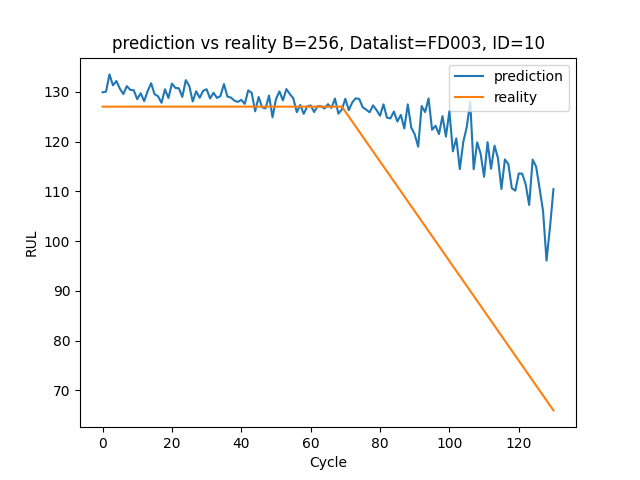 prediction vs reality B=256, Datalist=FD003, ID=10
prediction
reality
130
120
110
100
90
80
70
RUL
0 20 40 60 80 100 120
Cycle